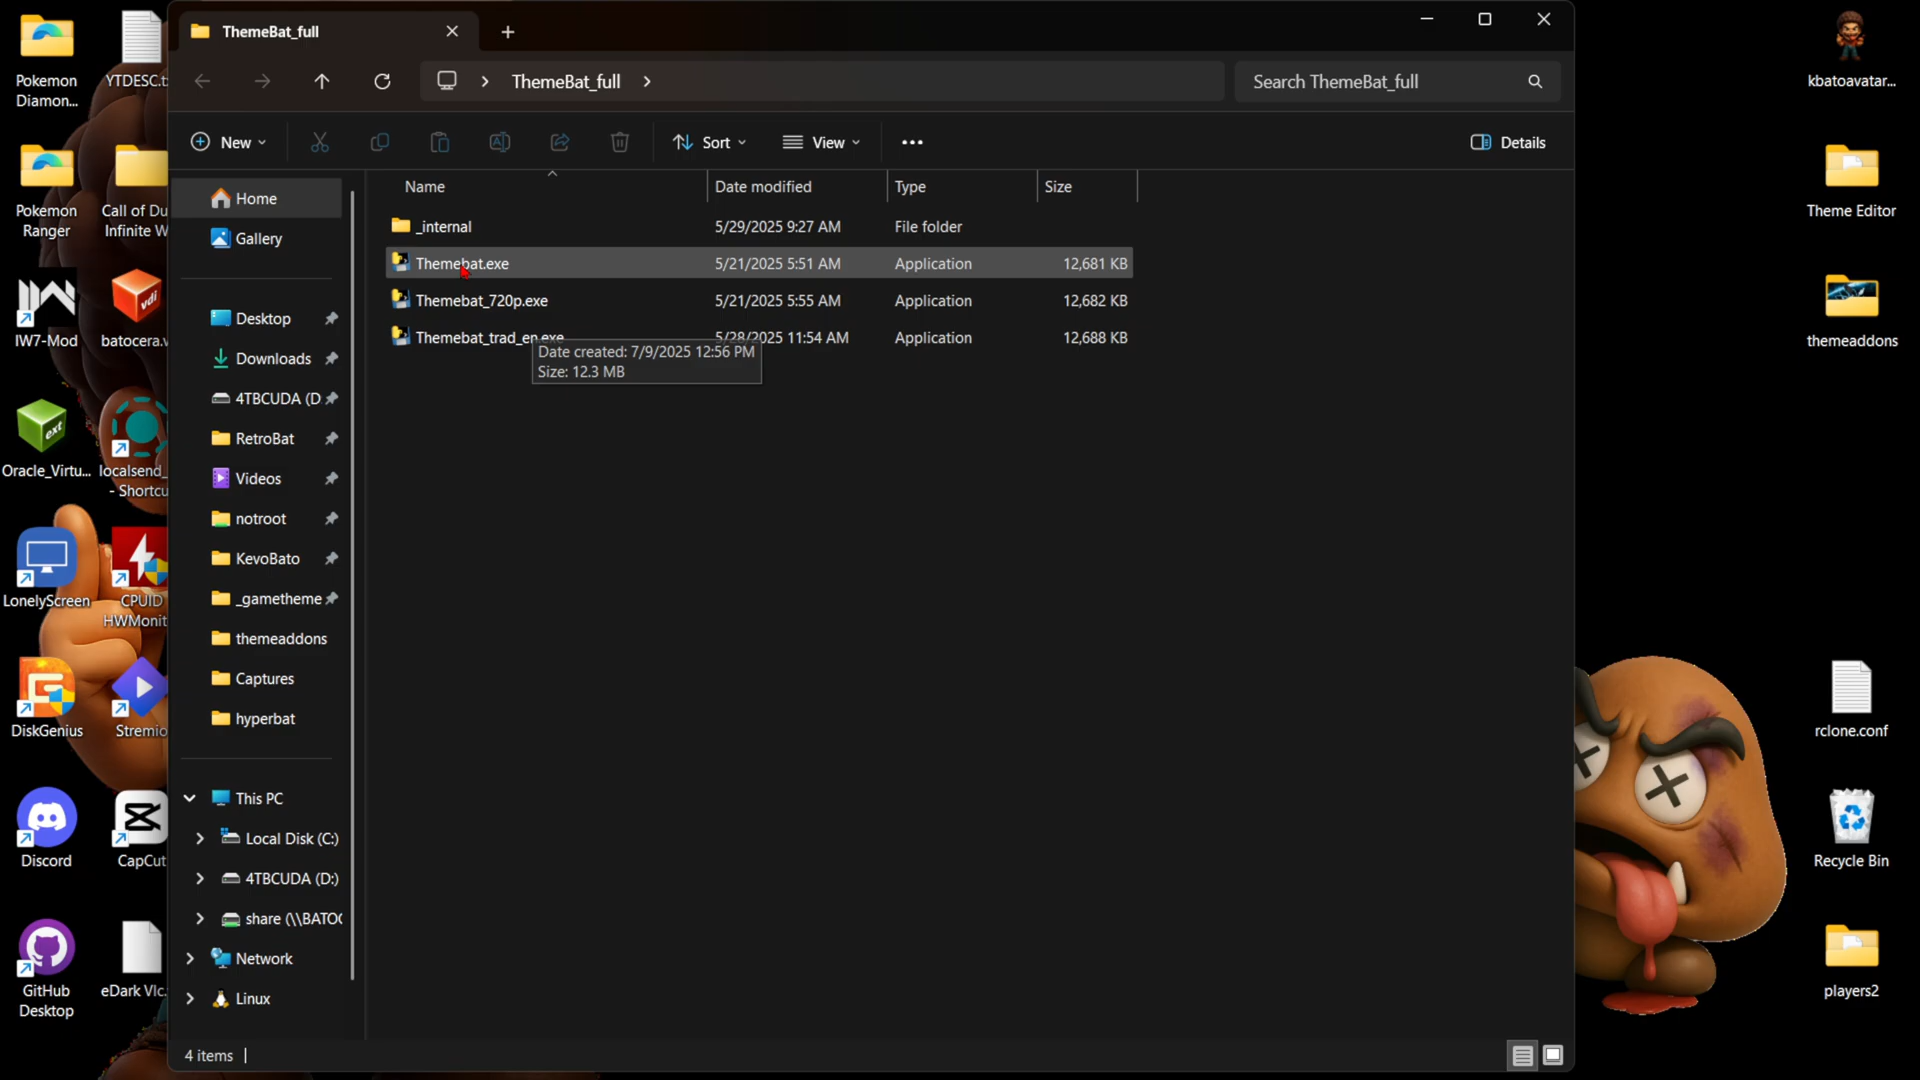 Pokemon
Diamon...
YTDESC.t
Pokemon
Ranger
Call of Du
Infinite W
IW7-Mod
batocera.v
Oracle_Virtu...
localsend_
- Shortcu
LonelyScreen
CPUID
HWMonit
DiskGenius
Stremio
Discord
CapCut
GitHub
Desktop
eDark Vlc.
ThemeBat_full
ThemeBat_full
Search ThemeBat_full
New
Sort
View
Details
Home
Gallery
Desktop
Downloads
4TBCUDA (D
RetroBat
Videos
notroot
KevoBato
_gametheme
themeaddons
Captures
hyperbat
This PC
Local Disk (C:)
4TBCUDA (D:)
share (\\BATOC
Network
Linux
Name Date modified Type Size
_internal 5/29/2025 9:27 AM File folder
Themebat.exe 5/21/2025 5:51 AM Application 12,681 KB
Themebat_720p.exe 5/21/2025 5:55 AM Application 12,682 KB
Themebat_trad_en.exe 5/28/2025 11:54 AM Application 12,688 KB
Date created: 7/9/2025 12:56 PM
Size: 12.3 MB
4 items
kbatoavatar...
Theme Editor
themeaddons
rclone.conf
Recycle Bin
players2